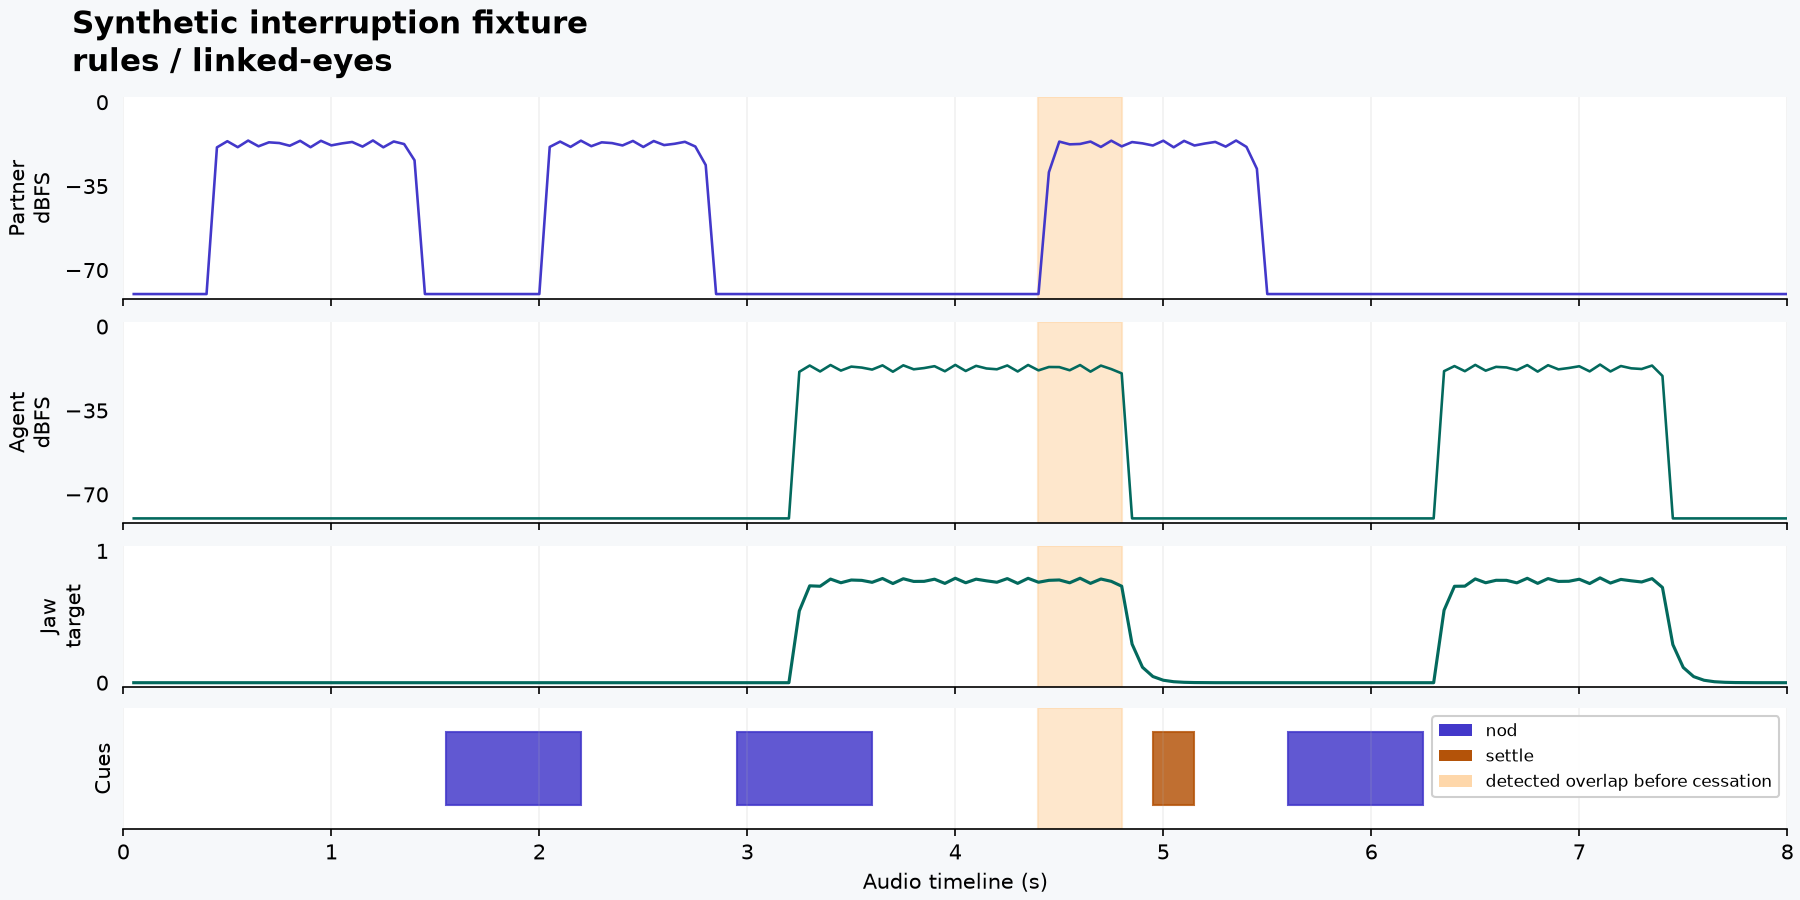 Synthetic interruption fixture
rules / linked-eyes
Partner
dBFS
0
−35
−70
Agent
dBFS
0
−35
−70
Jaw
target
1
0
Cues
nod
settle
detected overlap before cessation
0 1 2 3 4 5 6 7 8
Audio timeline (s)